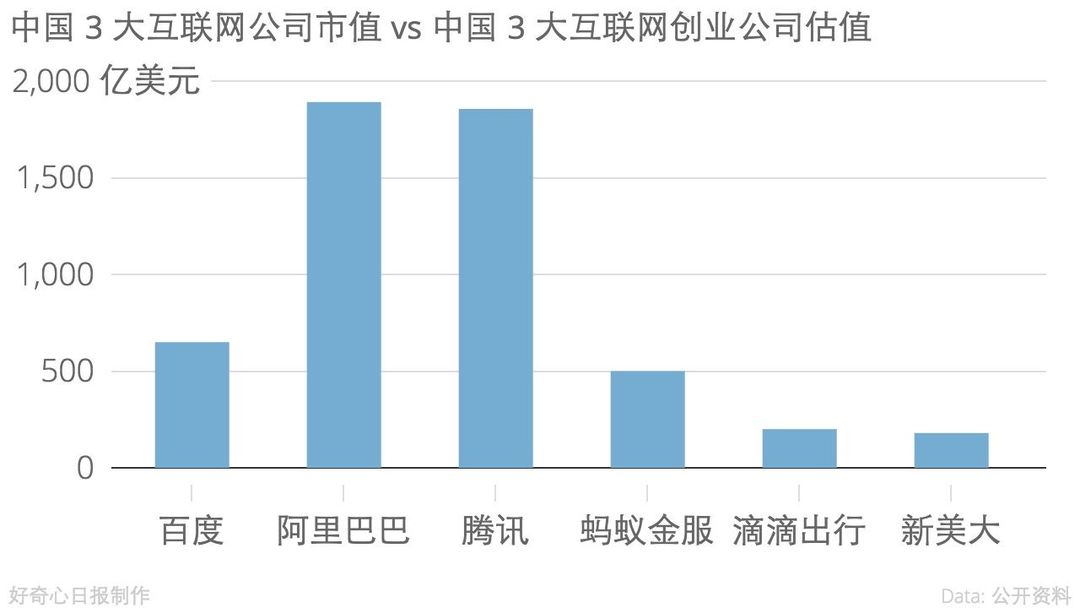 中国 3 大互联网公司市值 vs 中国 3 大互联网创业公司估值
2,000 亿美元
1,500
1,000
500
0
百度 阿里巴巴 腾讯 蚂蚁金服 滴滴出行 新美大
好奇心日报制作 Data: 公开资料